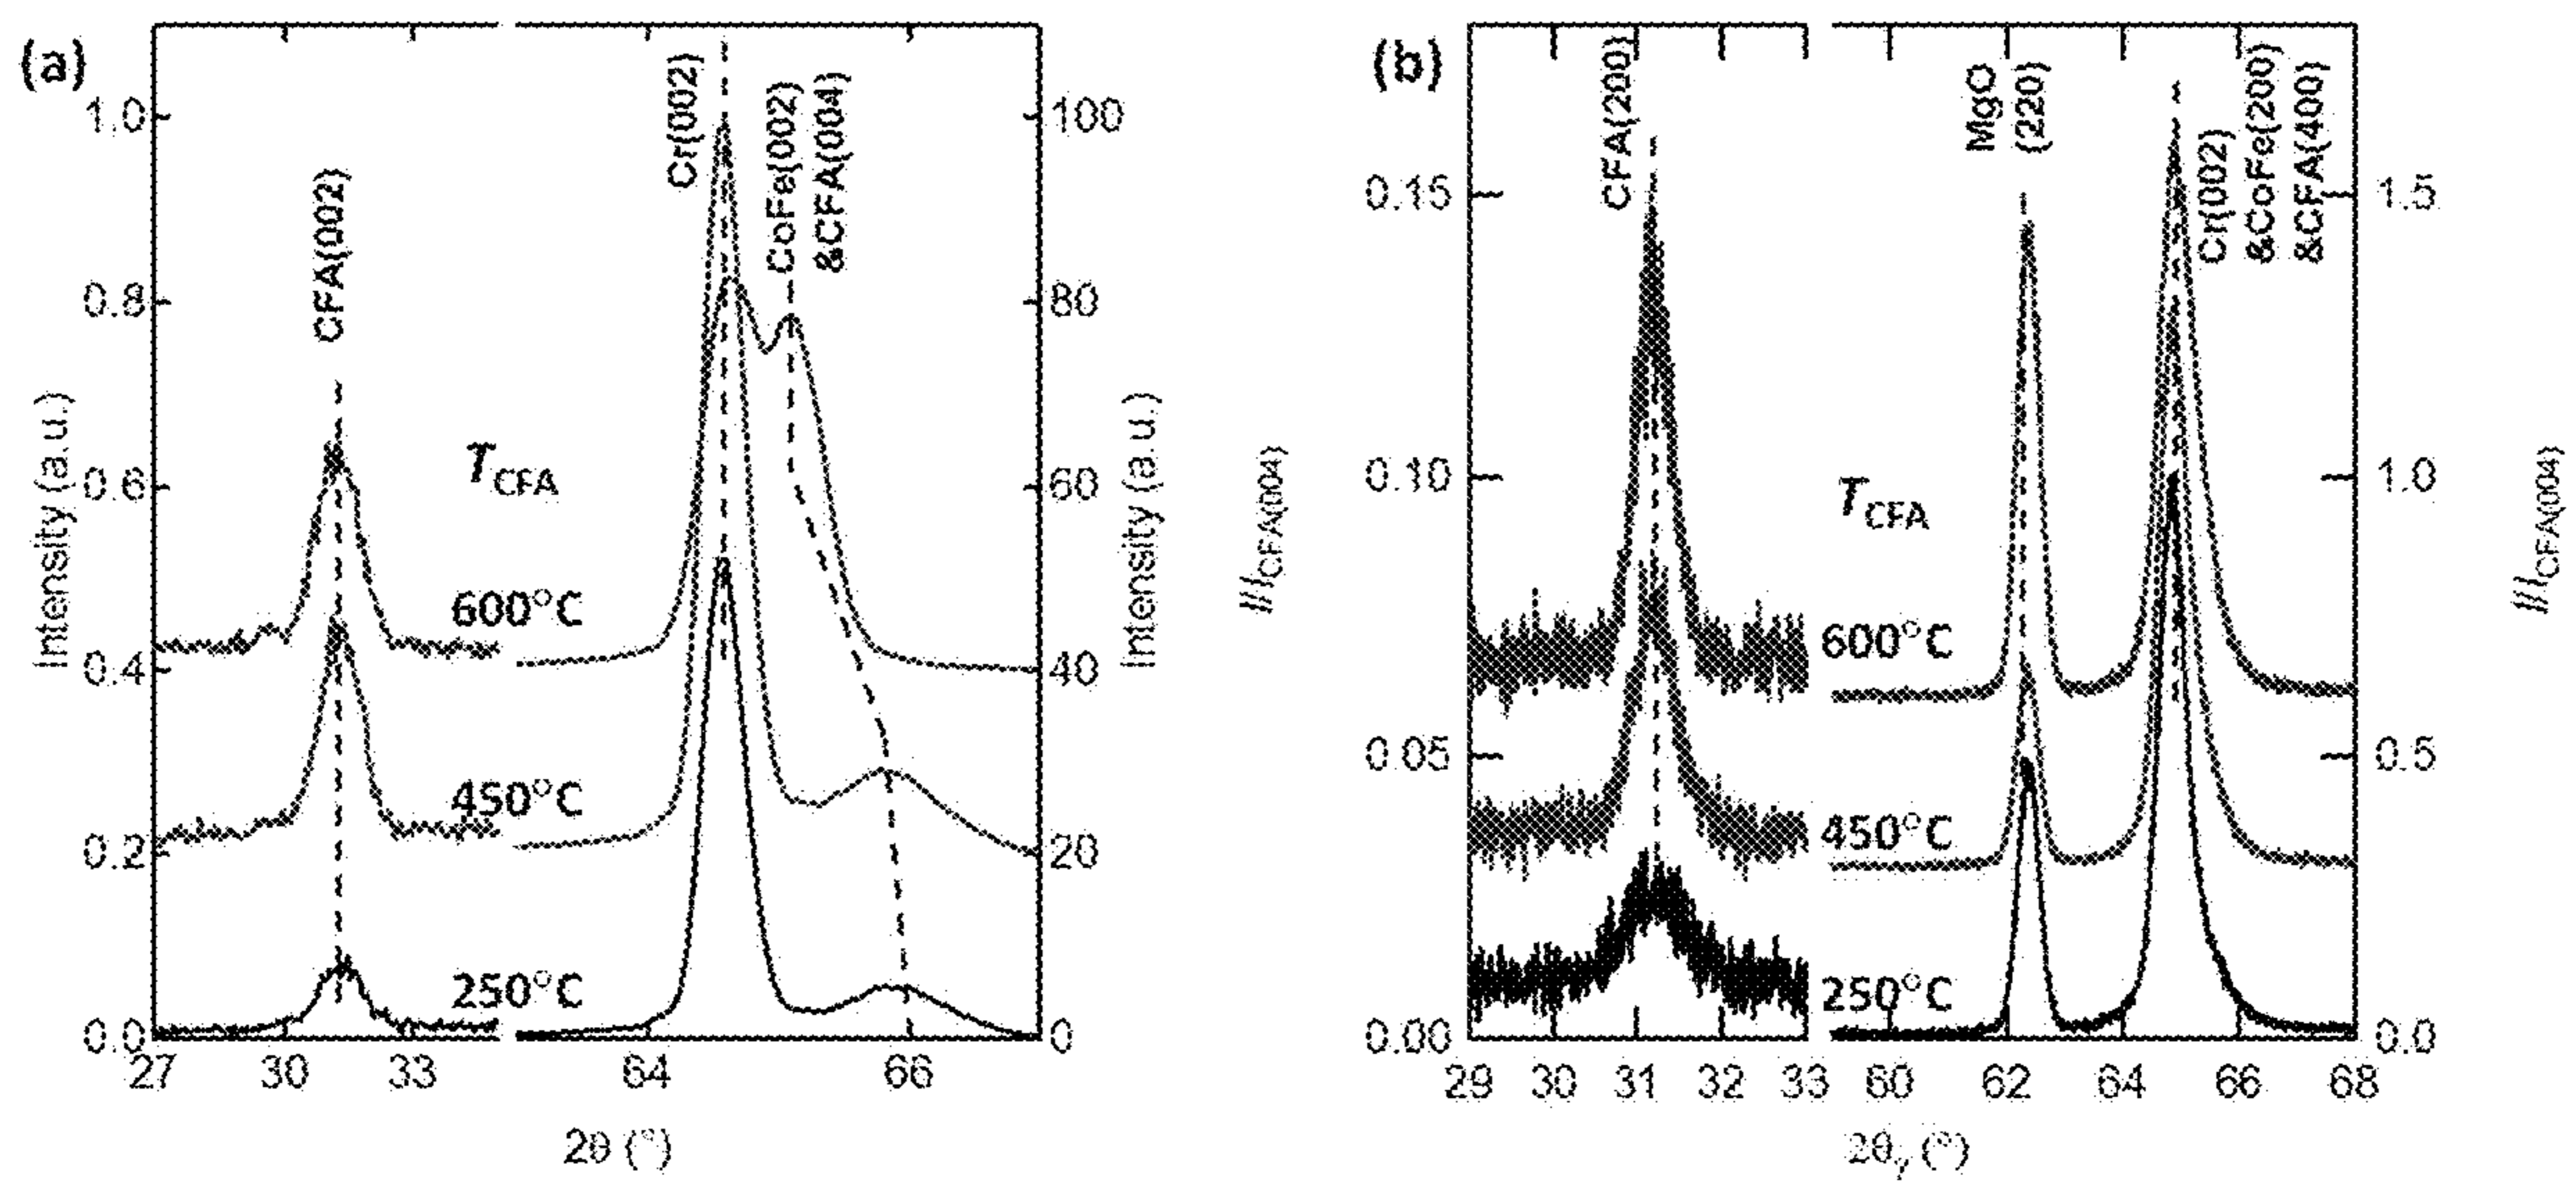 (a)
1.0
0.8
0.6
0.4
0.2
0.0
Intensity (a.u.)
CFA(002)
T_CFA
600°C
450°C
250°C
Cr(002)
CoFe(002)
&CFA(004)
100
80
60
40
20
0
Intensity (a.u.)
27 30 33 64 66
2θ (°)
(b)
I/I_CFA(004)
0.15
0.10
0.05
0.00
CFA(200)
T_CFA
600°C
450°C
250°C
MgO
(220)
Cr(002)
&CoFe(200)
&CFA(400)
1.5
1.0
0.5
0.0
I/I_CFA(004)
29 30 31 32 33 60 62 64 66 68
(°)